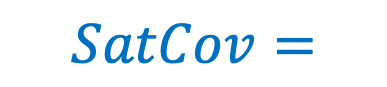 SatCov =